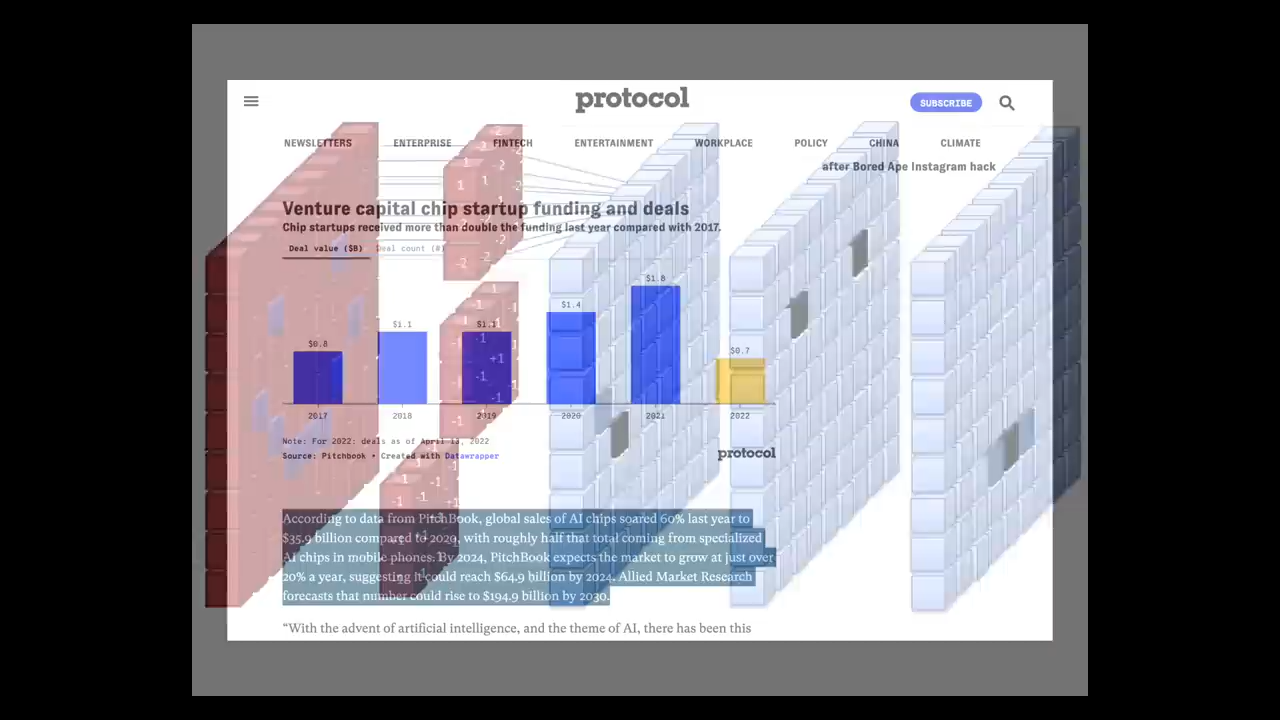 protocol
SUBSCRIBE
NEWSLETTERS ENTERPRISE FINTECH ENTERTAINMENT WORKPLACE POLICY CHINA CLIMATE
after Bored Ape Instagram hack
Venture capital chip startup funding and deals
Chip startups received more than double the funding last year compared with 2017.
Deal value ($B) Deal count (#)
$0.8 $1.1 $1.1 $1.4 $1.8 $0.7
2017 2018 2019 2020 2021 2022
Note: For 2022: deals as of April 13, 2022
Source: Pitchbook • Created with Datawrapper
protocol
According to data from PitchBook, global sales of AI chips soared 60% last year to
$35.9 billion compared to 2020, with roughly half that total coming from specialized
AI chips in mobile phones. By 2024, PitchBook expects the market to grow at just over
20% a year, suggesting it could reach $64.9 billion by 2024. Allied Market Research
forecasts that number could rise to $194.9 billion by 2030.
“With the advent of artificial intelligence, and the theme of AI, there has been this